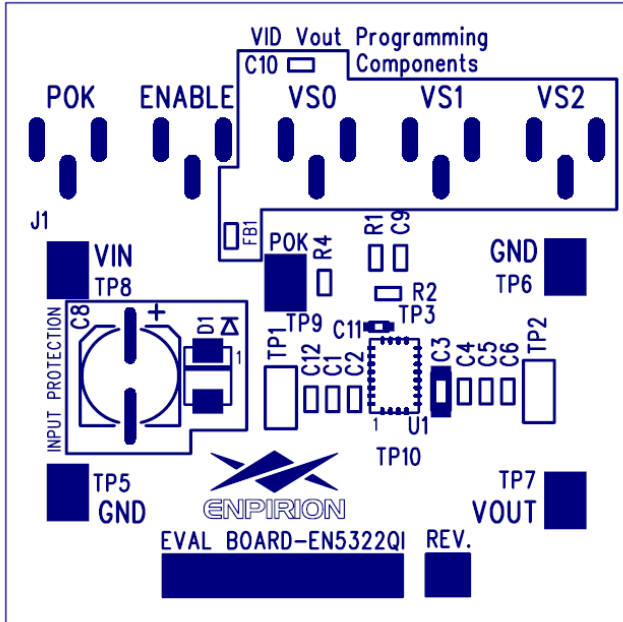 VID Vout Programming
Components
C10
POK
ENABLE
VS0
VS1
VS2
J1
FB1
VIN
TP8
POK
TP9
R4
R1
C9
R2
TP3
GND
TP6
INPUT PROTECTION
C8
+
D1
1
TP1
C12
C1
C2
C11
1
U1
TP10
C3
C4
C5
C6
TP2
TP5
GND
ENPIRION
TP7
VOUT
EVAL BOARD-EN5322QI
REV.